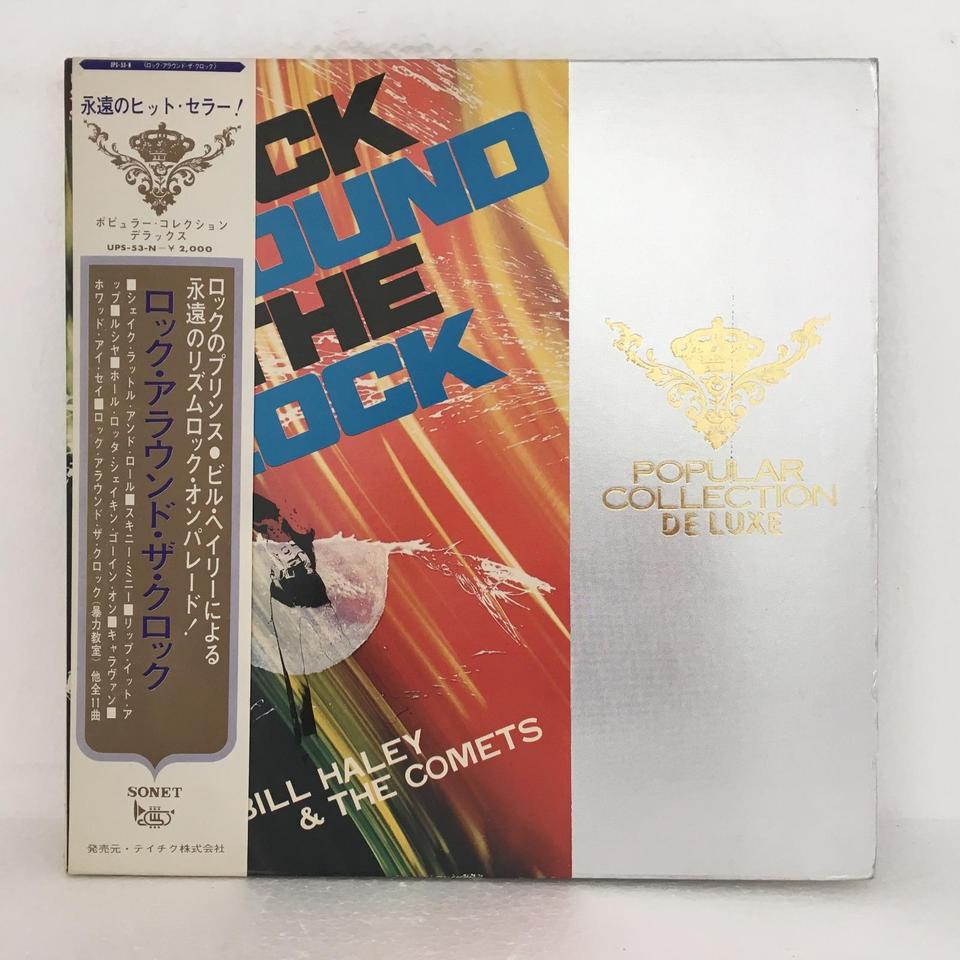 UPS-53-N (ロック・アラウンド・ザ・クロック)
永遠のヒット・セラー!
ポピュラー・コレクション
デラックス
UPS-53-N—¥2,000
ロックのプリンス●ビル・ヘイリーによる
永遠のリズムロック・オンパレード!
ロック・アラウンド・ザ・クロック
■シェイク・ラットル・アンド・ロール■スキニー・ミニー■リップ・イット・ア
ップ■ルシヤ■ホール・ロッタ・シェイキン・ゴーイン・オン■キャラヴァン■
ホワッド・アイ・セイ■ロック・アラウンド・ザ・クロック(暴力教室) 他全11曲
SONET
発売元・テイチク株式会社
CK
OUND
THE
OCK
BILL HALEY
& THE COMETS
POPULAR
COLLECTION
DE LUXE